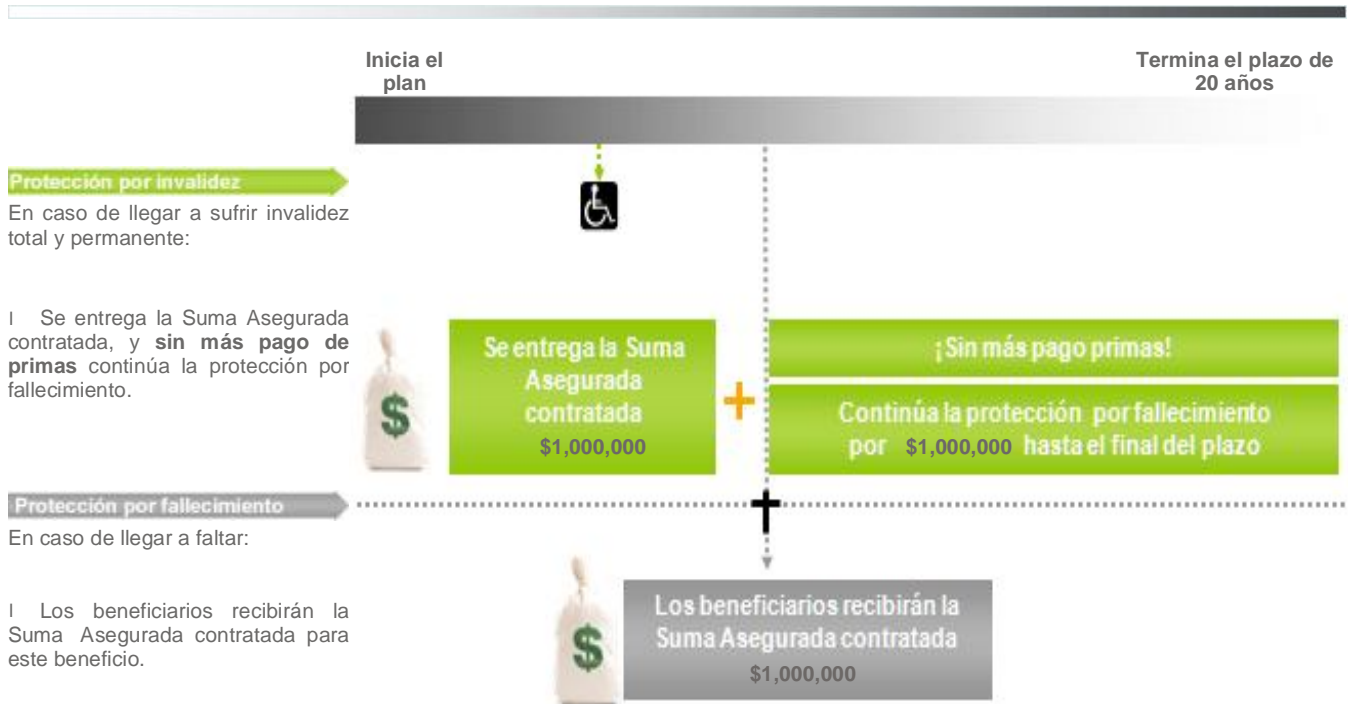 Inicia el
plan
Termina el plazo de
20 años
Protección por invalidez
En caso de llegar a sufrir invalidez
total y permanente:
l Se entrega la Suma Asegurada
contratada, y sin más pago de
primas continúa la protección por
fallecimiento.
$
Se entrega la Suma
Asegurada
contratada
$1,000,000
+
¡Sin más pago primas!
Continúa la protección por fallecimiento
por $1,000,000 hasta el final del plazo
Protección por fallecimiento
En caso de llegar a faltar:
l Los beneficiarios recibirán la
Suma Asegurada contratada para
este beneficio.
$
Los beneficiarios recibirán la
Suma Asegurada contratada
$1,000,000